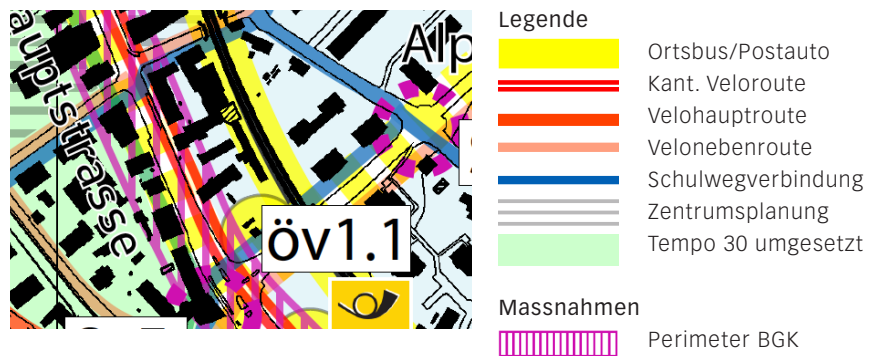 auptstrasse
Alp
öv1.1
Legende
Ortsbus/Postauto
Kant. Veloroute
Velohauptroute
Velonebenroute
Schulwegverbindung
Zentrumsplanung
Tempo 30 umgesetzt
Massnahmen
Perimeter BGK